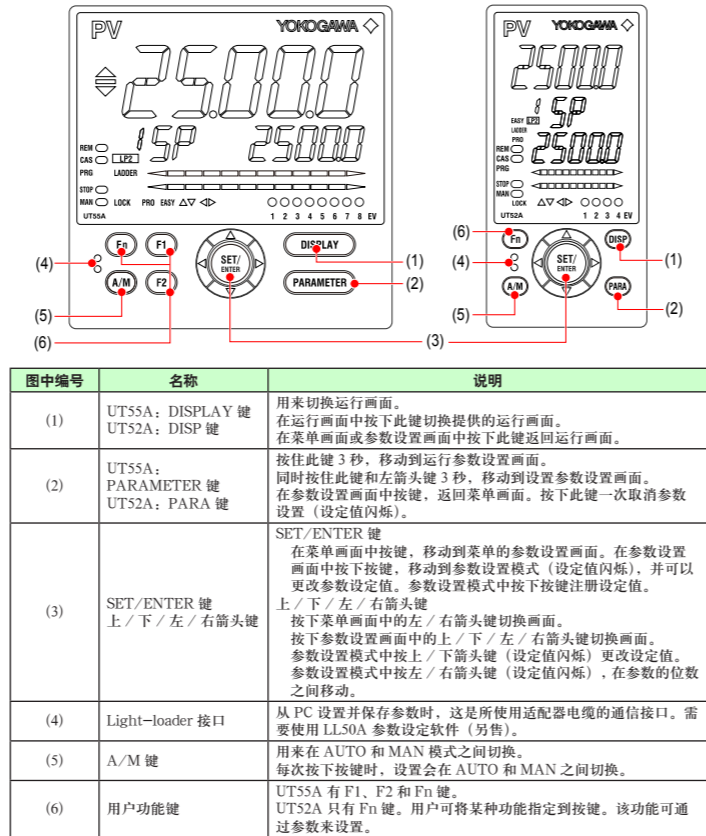 PV YOKOGAWA
25.000
1 SP 2500.0
REM
CAS LP2
PRG LADDER
STOP
MAN LOCK PRO EASY
UT55A 1 2 3 4 5 6 7 8 EV
Fn F1 DISPLAY
SET/
ENTER
A/M F2 PARAMETER
(4)
(5)
(6)
(1)
(2)
(3)
PV YOKOGAWA
2500.0
1 SP
EASY LP2
LADDER
PRO
2500.0
REM
CAS
PRG
STOP
MAN
LOCK
UT52A 1 2 3 4 EV
Fn DISP
SET/
ENTER
A/M PARA
(6)
(4)
(5)
(1)
(2)
图中编号 名称 说明
(1)
UT55A：DISPLAY 键
UT52A：DISP 键
用来切换运行画面。
在运行画面中按下此键切换提供的运行画面。
在菜单画面或参数设置画面中按下此键返回运行画面。
(2)
UT55A：
PARAMETER 键
UT52A：PARA 键
按住此键 3 秒，移动到运行参数设置画面。
同时按住此键和左箭头键 3 秒，移动到设置参数设置画面。
在参数设置画面中按键，返回菜单画面。按下此键一次取消参数
设置（设定值闪烁）。
(3)
SET/ENTER 键
上 / 下 / 左 / 右箭头键
SET/ENTER 键
在菜单画面中按键，移动到菜单的参数设置画面。在参数设置
画面中按下按键，移动到参数设置模式（设定值闪烁），并可以
更改参数设定值。参数设置模式中按下按键注册设定值。
上 / 下 / 左 / 右箭头键
按下菜单画面中的左 / 右箭头键切换画面。
按下参数设置画面中的上 / 下 / 左 / 右箭头键切换画面。
参数设置模式中按上 / 下箭头键（设定值闪烁）更改设定值。
参数设置模式中按左 / 右箭头键（设定值闪烁）, 在参数的位数
之间移动。
(4)
Light-loader 接口
从 PC 设置并保存参数时，这是所使用适配器电缆的通信接口。需
要使用 LL50A 参数设定软件（另售）。
(5)
A/M 键
用来在 AUTO 和 MAN 模式之间切换。
每次按下按键时，设置会在 AUTO 和 MAN 之间切换。
(6)
用户功能键
UT55A 有 F1、F2 和 Fn 键。
UT52A 只有 Fn 键。用户可将某种功能指定到按键。该功能可通
过参数来设置。